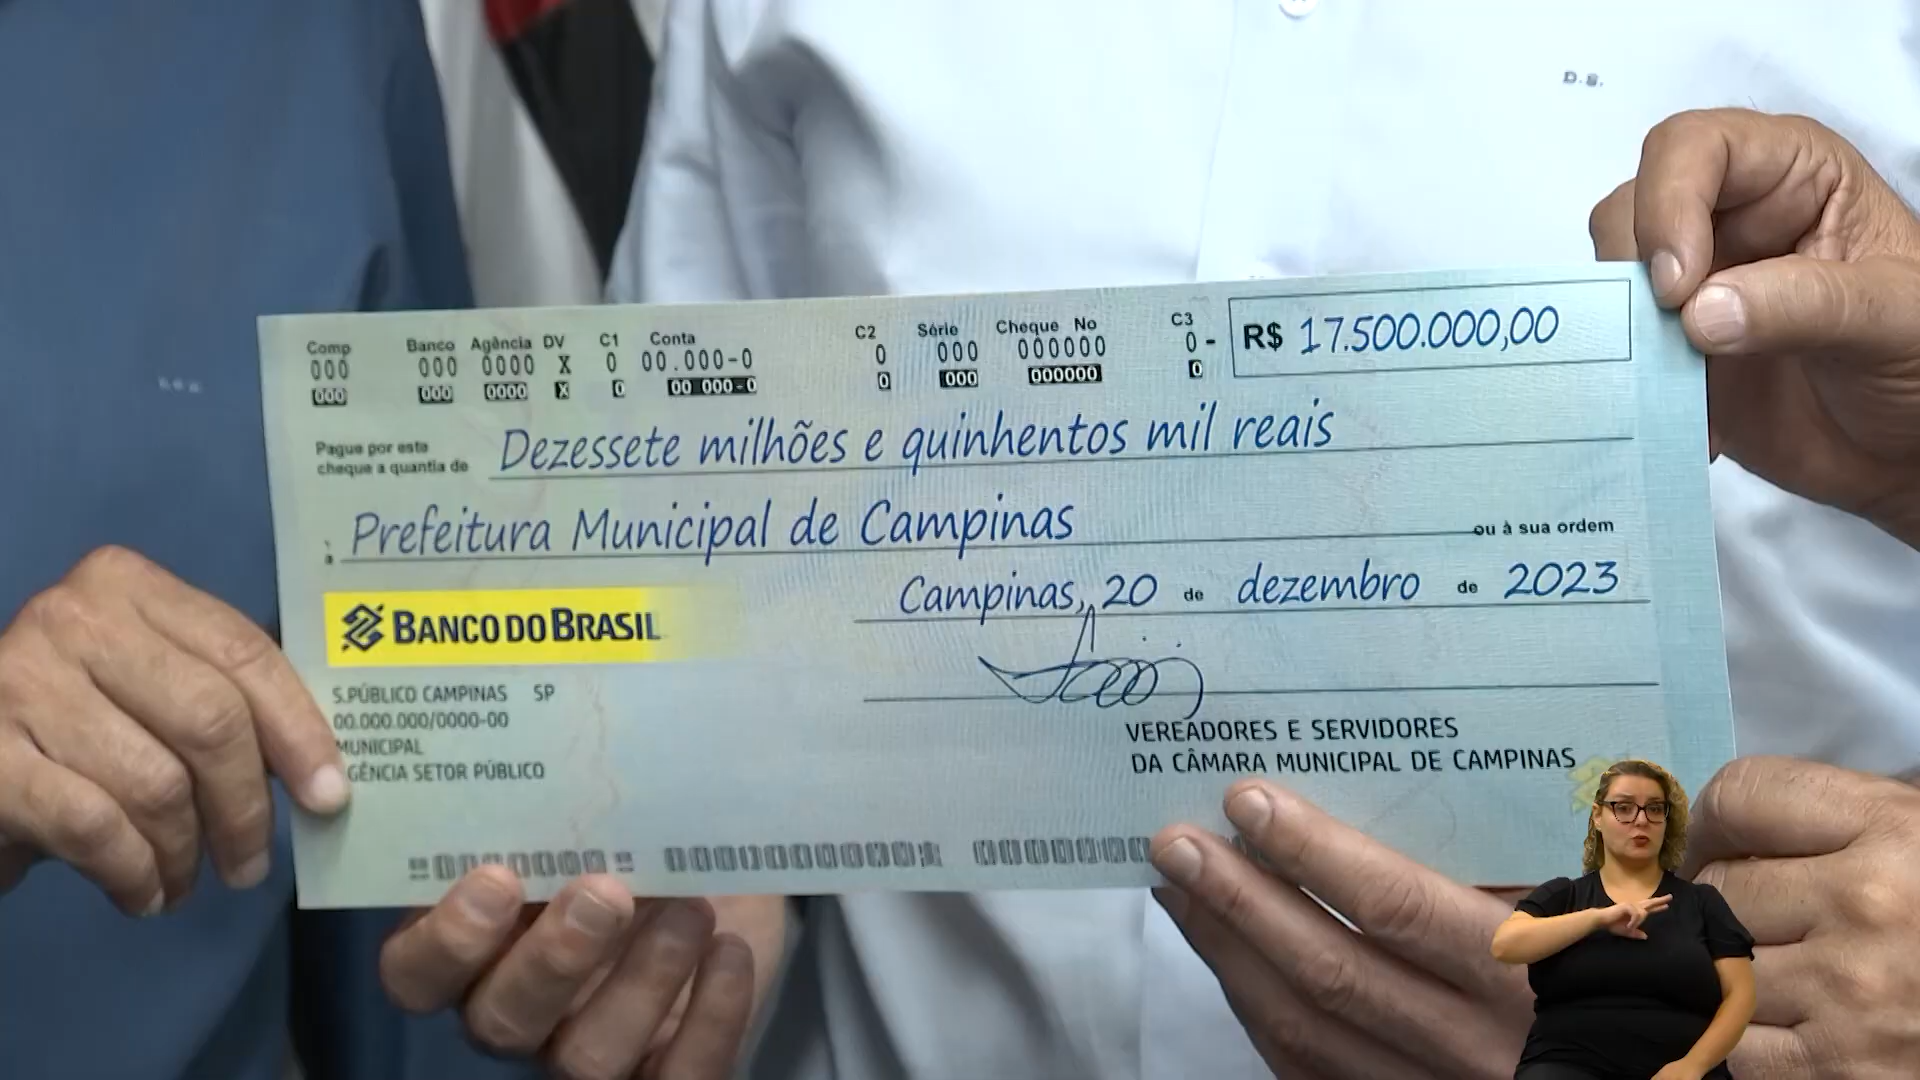 D.S.
Comp Banco Agência DV C1 Conta C2 Série Cheque No C3
000 000 0000 X 0 00.000-0 0 000 000000 0 - R$ 17.500.000,00
000 000 0000 X 0 00 000-0 0 000 000000 0
Pague por esta
cheque a quantia de Dezessete milhões e quinhentos mil reais
a Prefeitura Municipal de Campinas ou à sua ordem
Campinas, 20 de dezembro de 2023
BANCO DO BRASIL
S.PÚBLICO CAMPINAS SP
00.000.000/0000-00
MUNICIPAL
GÊNCIA SETOR PÚBLICO
VEREADORES E SERVIDORES
DA CÂMARA MUNICIPAL DE CAMPINAS